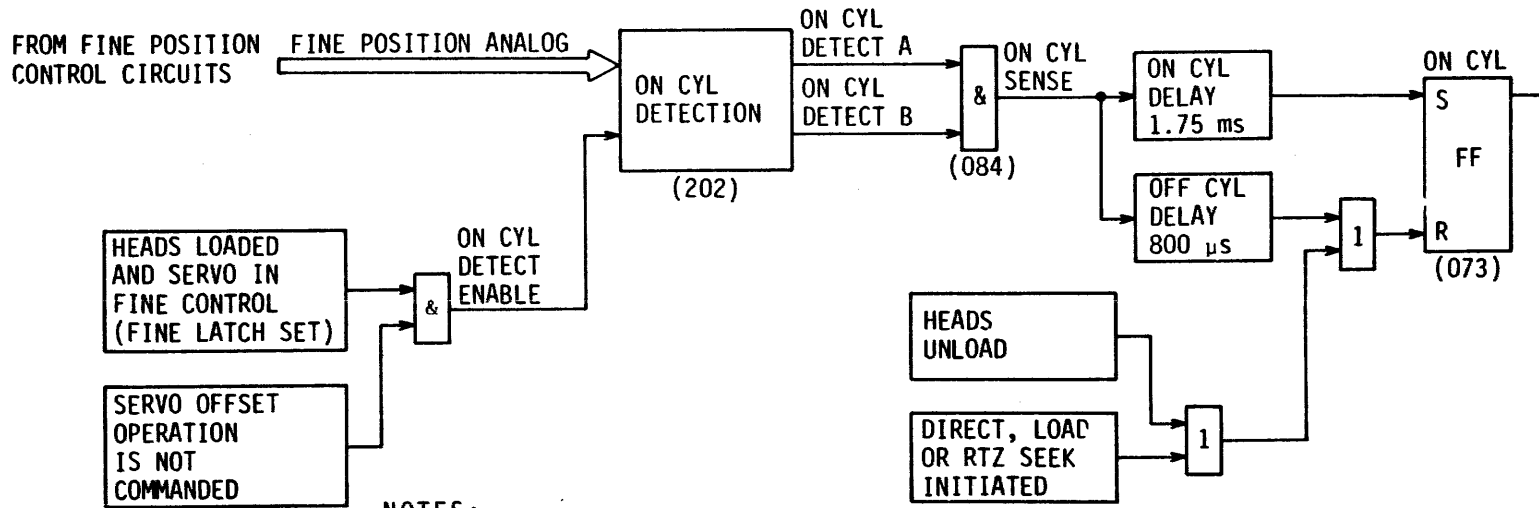 FROM FINE POSITION
CONTROL CIRCUITS
FINE POSITION ANALOG
ON CYL
DETECTION
(202)
ON CYL
DETECT A
ON CYL
DETECT B
&
(084)
ON CYL
SENSE
ON CYL
DELAY
1.75 ms
OFF CYL
DELAY
800 µs
1
ON CYL
S
FF
R
(073)
HEADS LOADED
AND SERVO IN
FINE CONTROL
(FINE LATCH SET)
SERVO OFFSET
OPERATION
IS NOT
COMMANDED
&
ON CYL
DETECT
ENABLE
HEADS
UNLOAD
DIRECT, LOAD
OR RTZ SEEK
INITIATED
1
NOTES: